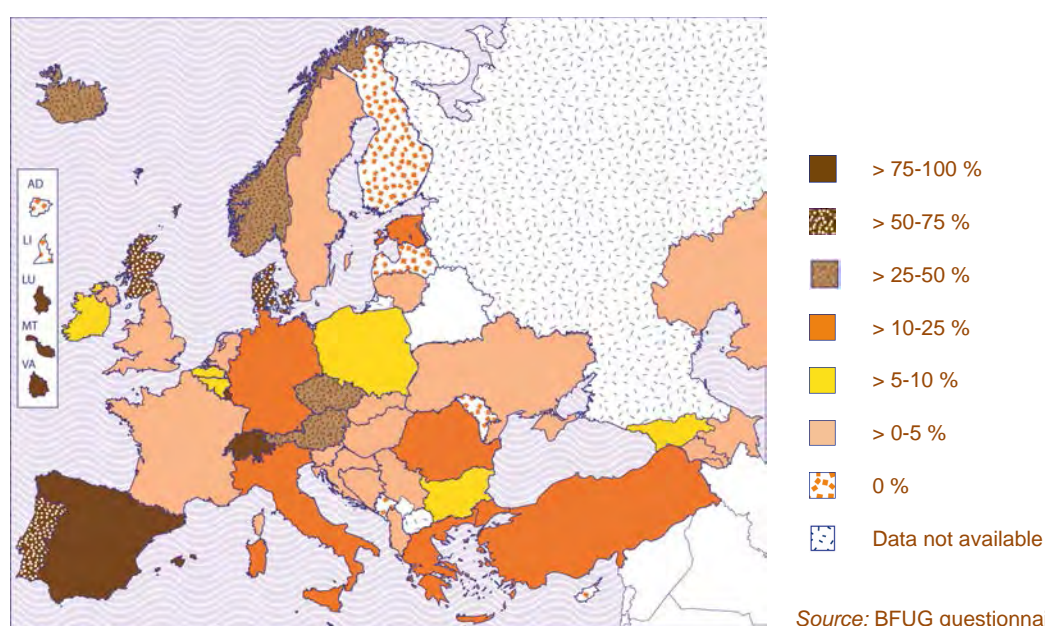 AD
LI
LU
MT
VA
> 75-100 %
> 50-75 %
> 25-50 %
> 10-25 %
> 5-10 %
> 0-5 %
0 %
Data not available
Source: BFUG questionna